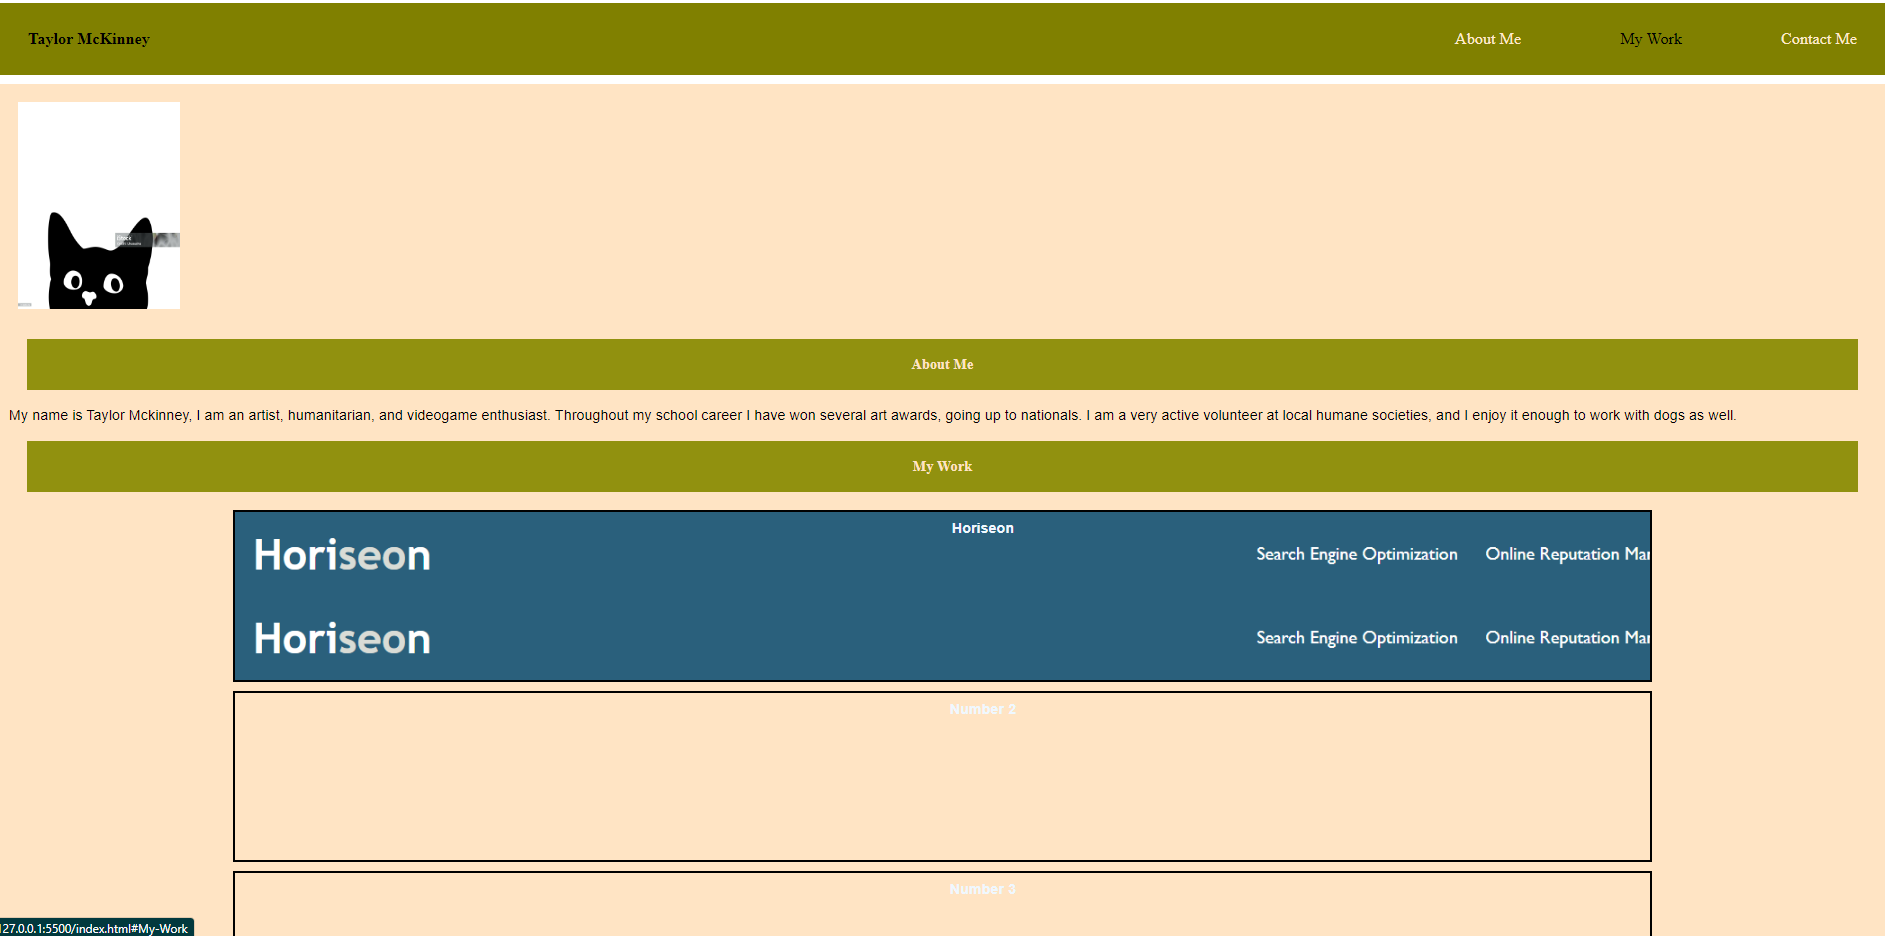 Taylor McKinney
About Me
My Work
Contact Me
About Me
My name is Taylor Mckinney, I am an artist, humanitarian, and videogame enthusiast. Throughout my school career I have won several art awards, going up to nationals. I am a very active volunteer at local humane societies, and I enjoy it enough to work with dogs as well.
My Work
Horiseon
Horiseon
Search Engine Optimization
Online Reputation
Horiseon
Search Engine Optimization
Online Reputation
Number 2
Number 3
127.0.0.1:5500/index.html#My-Work